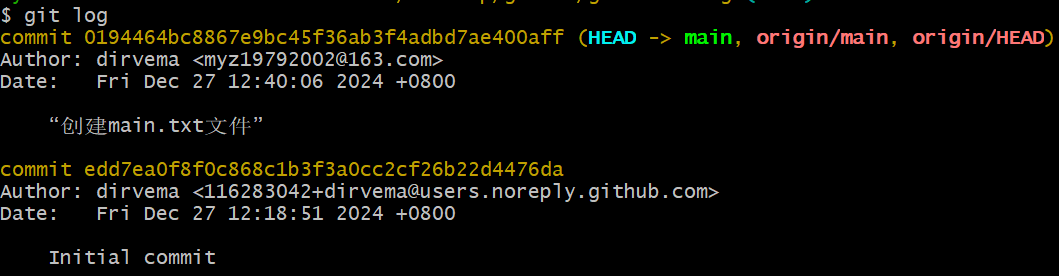 $ git log
commit 0194464bc8867e9bc45f36ab3f4adbd7ae400aff (HEAD -> main, origin/main, origin/HEAD)
Author: dirvema <myz19792002@163.com>
Date:   Fri Dec 27 12:40:06 2024 +0800
“创建main.txt文件”
commit edd7ea0f8f0c868c1b3f3a0cc2cf26b22d4476da
Author: dirvema <116283042+dirvema@users.noreply.github.com>
Date:   Fri Dec 27 12:18:51 2024 +0800
Initial commit